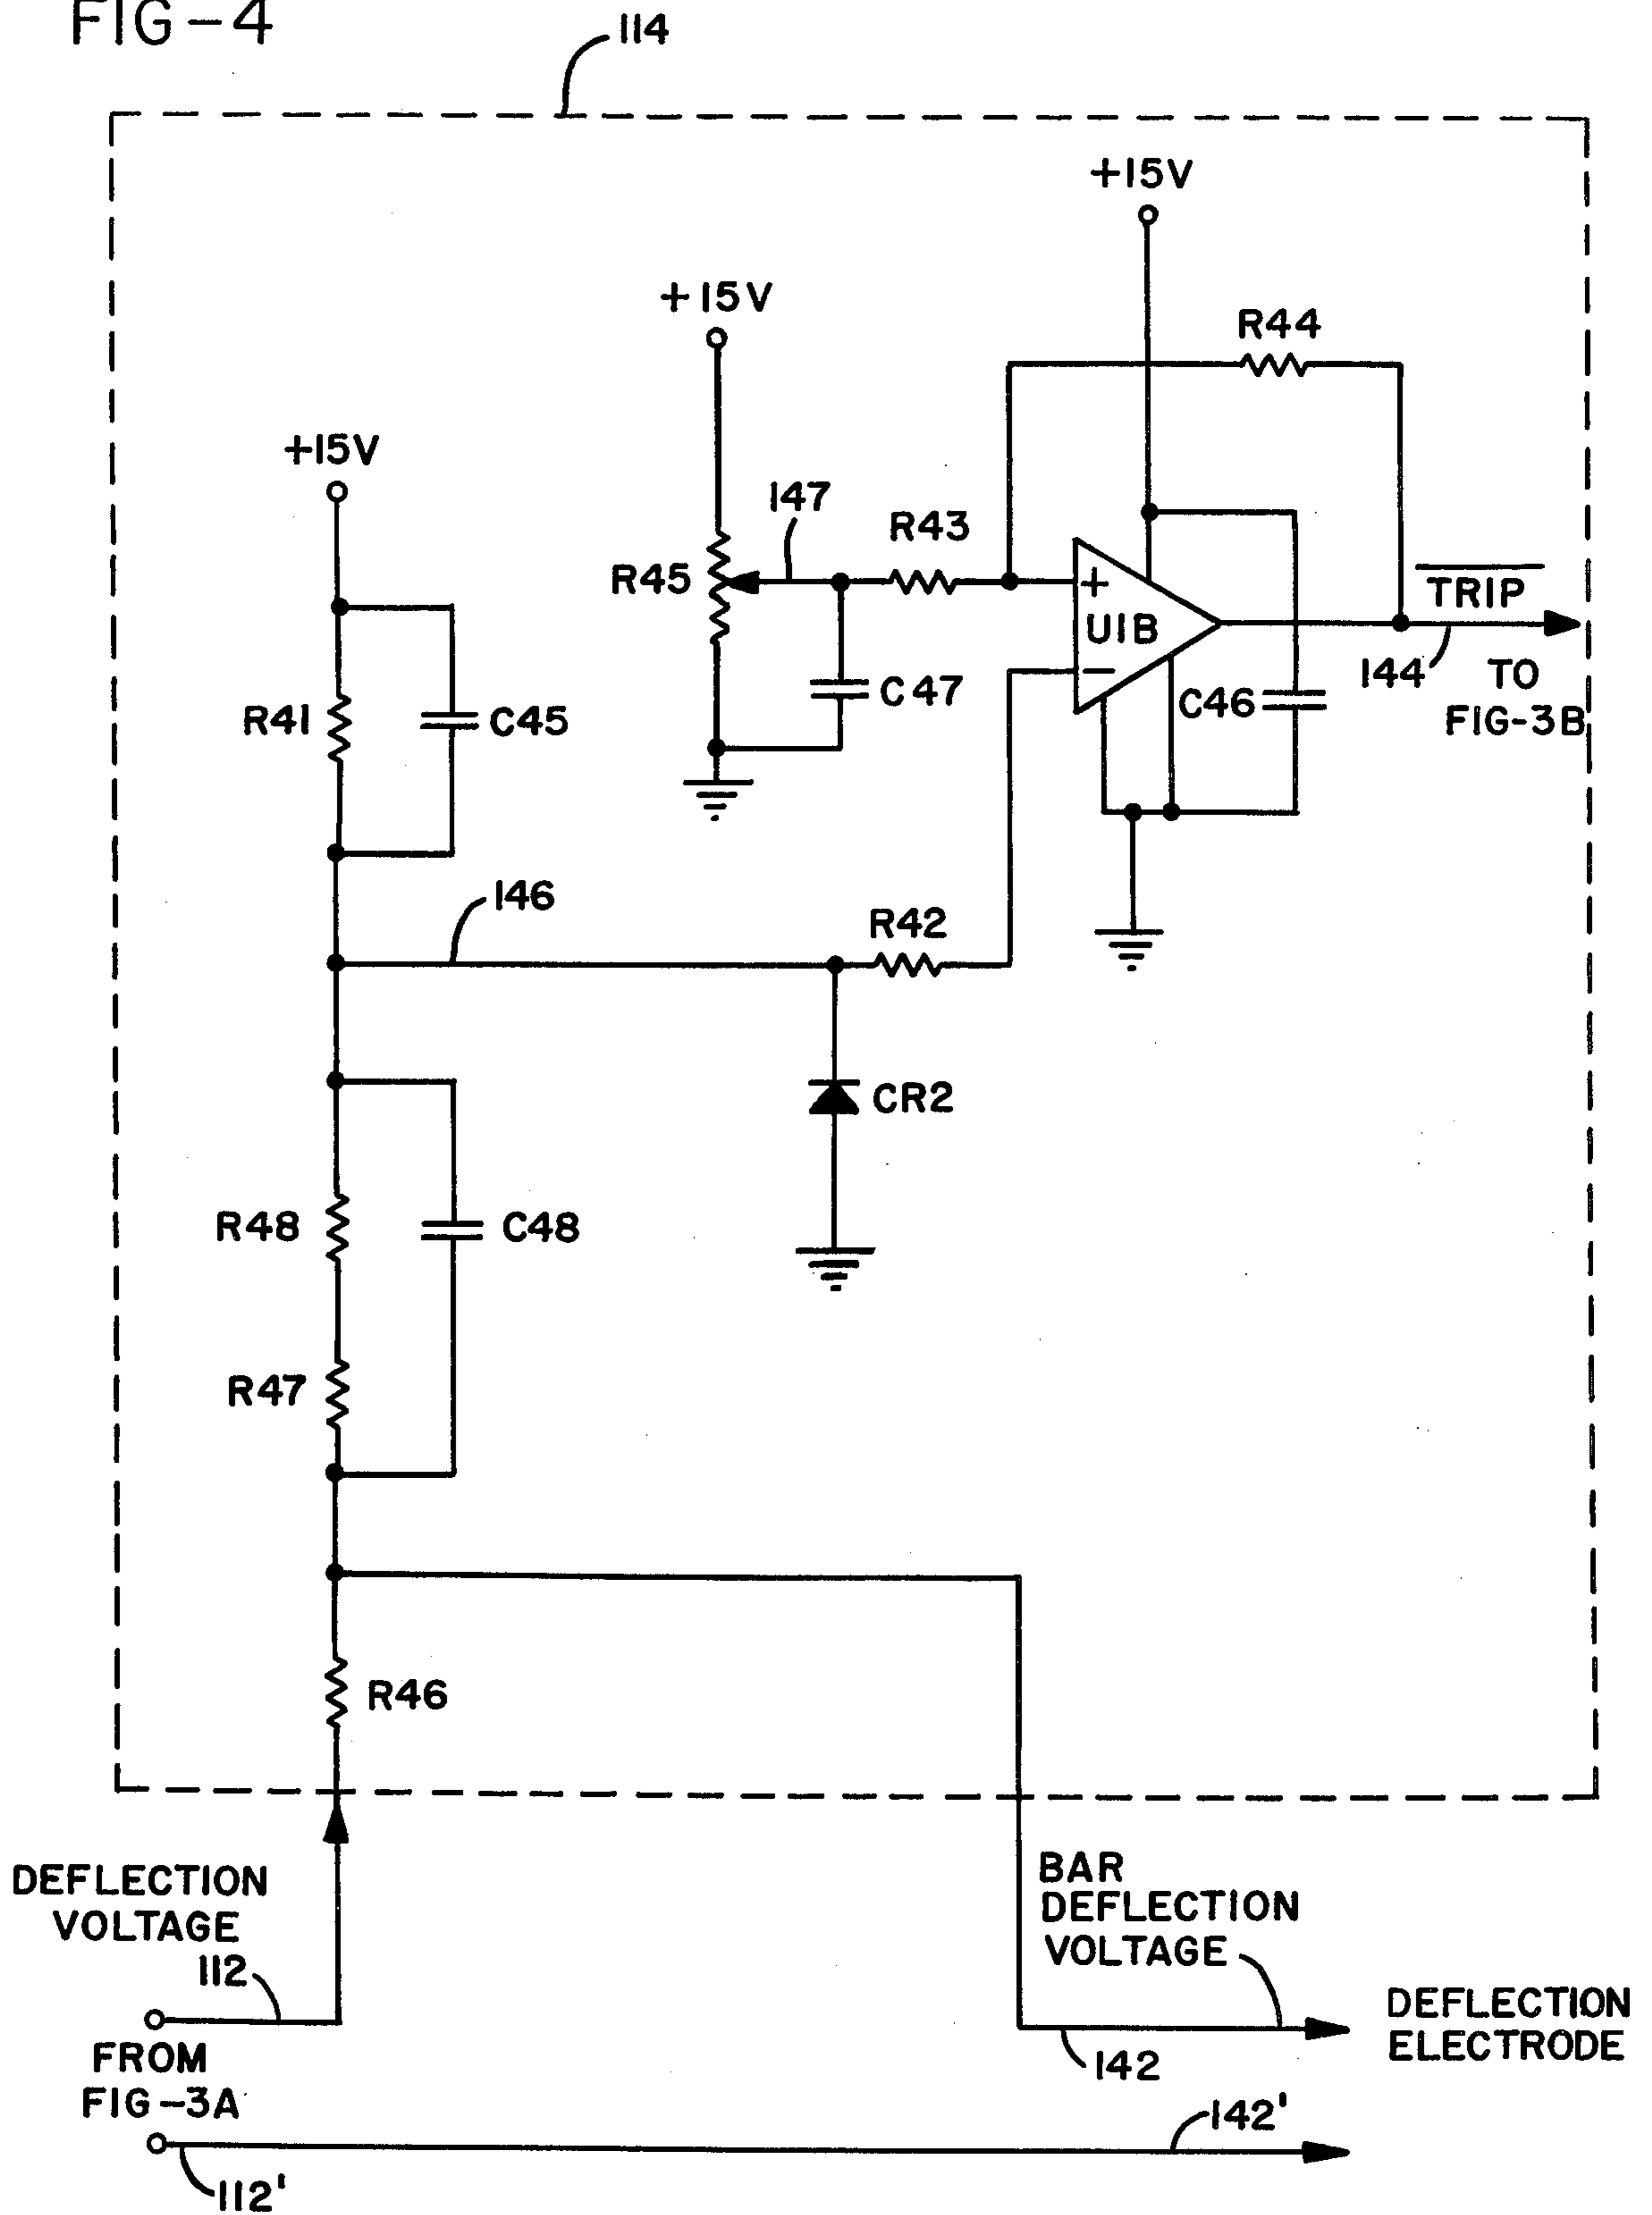 FIG-4
114
+15V
+15V
R44
+15V
147
R43
R45
+
U1B
TRIP
−
144
TO
FIG-3B
C47
C46
R41
C45
146
R42
CR2
R48
C48
R47
R46
DEFLECTION
VOLTAGE
112
FROM
FIG-3A
BAR
DEFLECTION
VOLTAGE
DEFLECTION
ELECTRODE
142
142'
112'